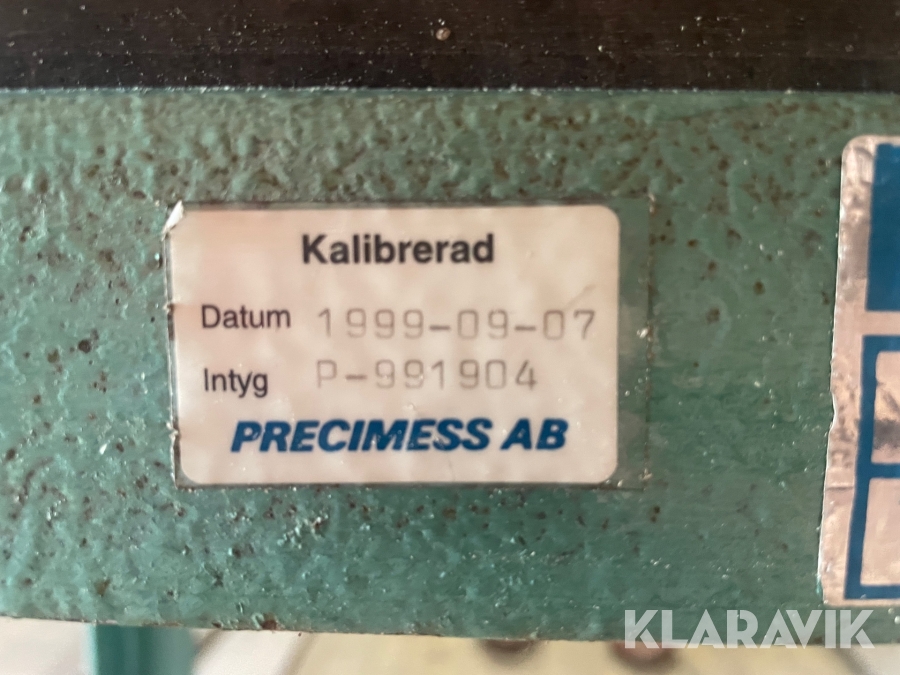 Kalibrerad
Datum 1999-09-07
Intyg P-991904
PRECIMESS AB
KLARAVIK